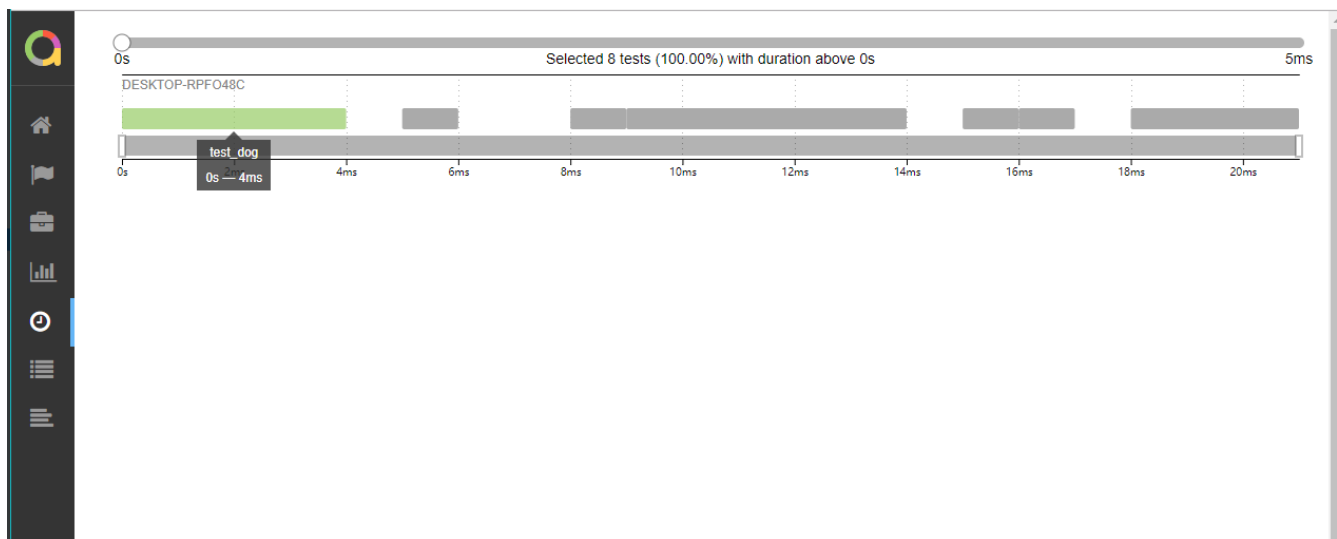 0s Selected 8 tests (100.00%) with duration above 0s 5ms
DESKTOP-RPFO48C
test_dog
0s — 4ms
0s 2ms 4ms 6ms 8ms 10ms 12ms 14ms 16ms 18ms 20ms